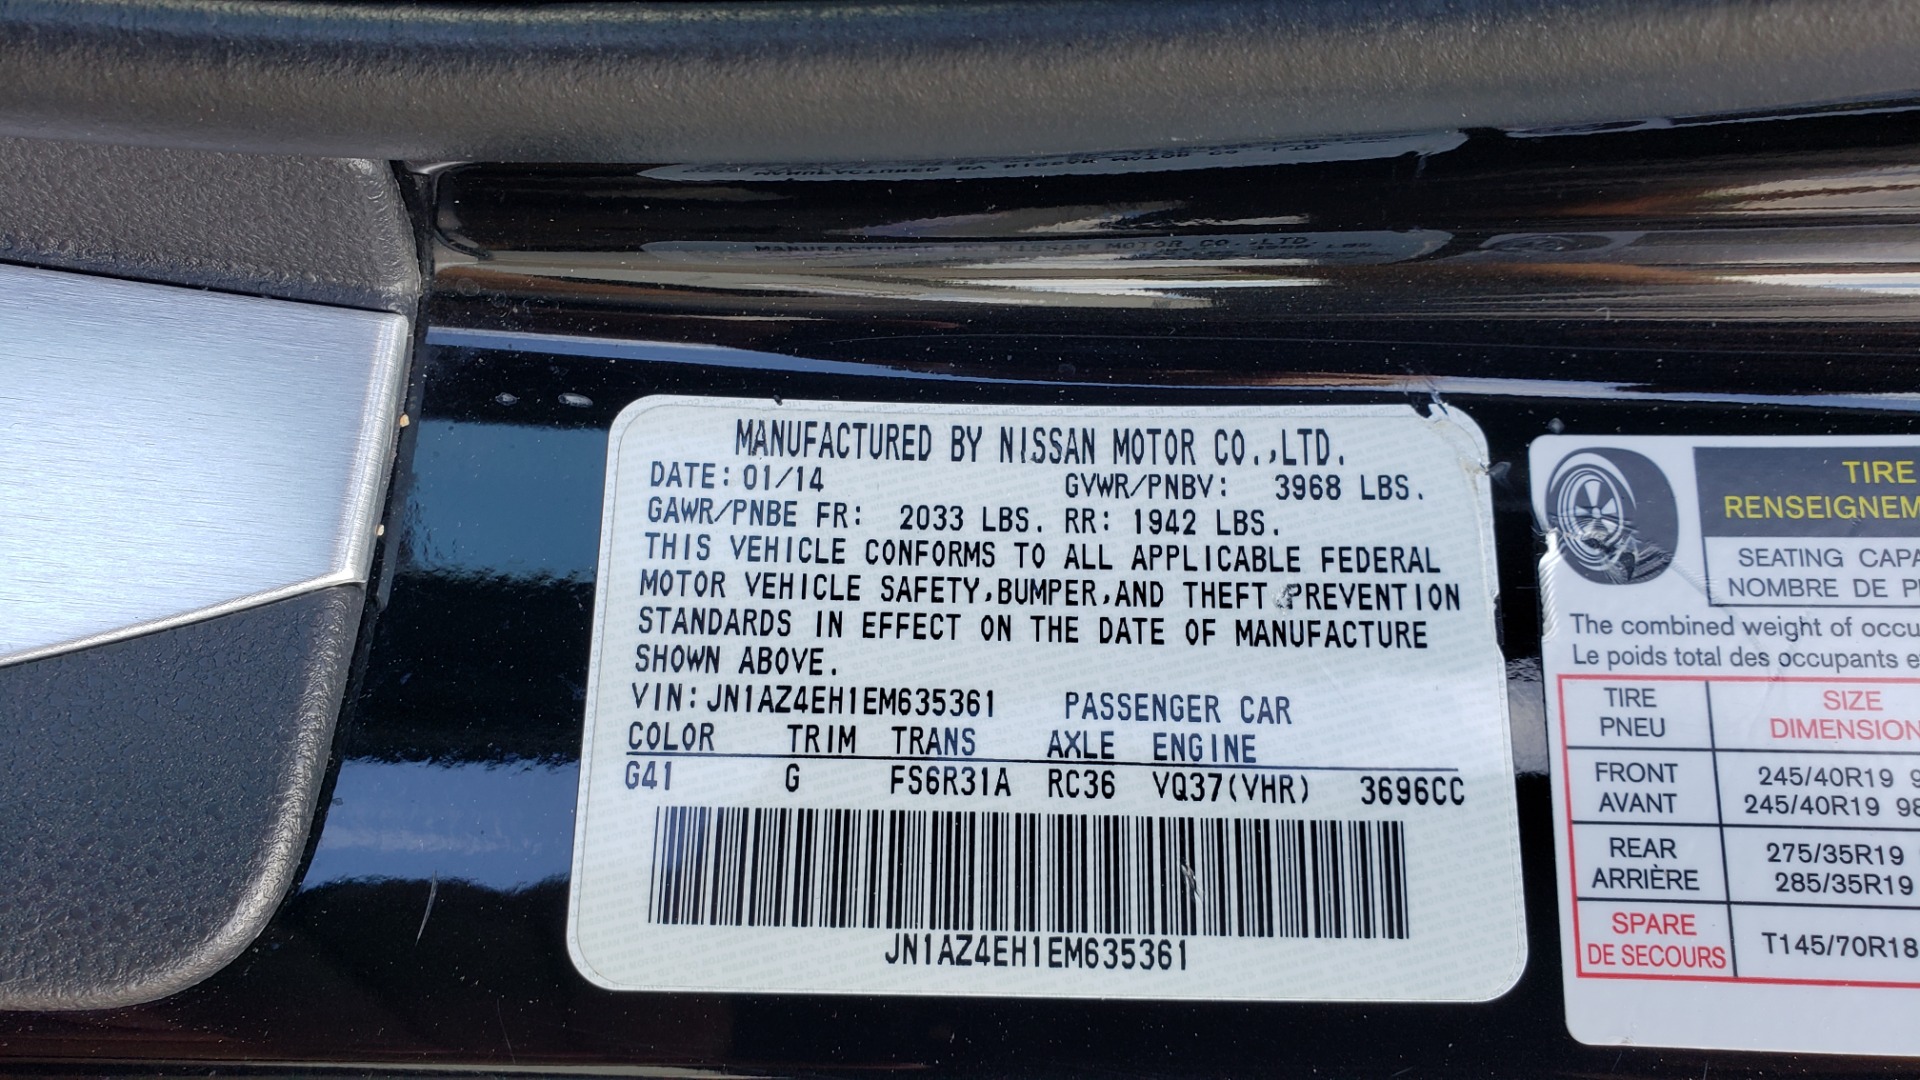 MANUFACTURED BY NISSAN MOTOR CO.,LTD.
DATE: 01/14 GVWR/PNBV: 3968 LBS.
GAWR/PNBE FR: 2033 LBS. RR: 1942 LBS.
THIS VEHICLE CONFORMS TO ALL APPLICABLE FEDERAL
MOTOR VEHICLE SAFETY,BUMPER,AND THEFT PREVENTION
STANDARDS IN EFFECT ON THE DATE OF MANUFACTURE
SHOWN ABOVE.
VIN:JN1AZ4EH1EM635361 PASSENGER CAR
COLOR TRIM TRANS AXLE ENGINE
G41 G FS6R31A RC36 VQ37(VHR) 3696CC
JN1AZ4EH1EM635361
TIRE
RENSEIGNEM
SEATING CAPA
NOMBRE DE P
The combined weight of occu
Le poids total des occupants e
TIRE SIZE
PNEU DIMENSION
FRONT 245/40R19 9
AVANT 245/40R19 98
REAR 275/35R19
ARRIÈRE 285/35R19
SPARE
DE SECOURS T145/70R18